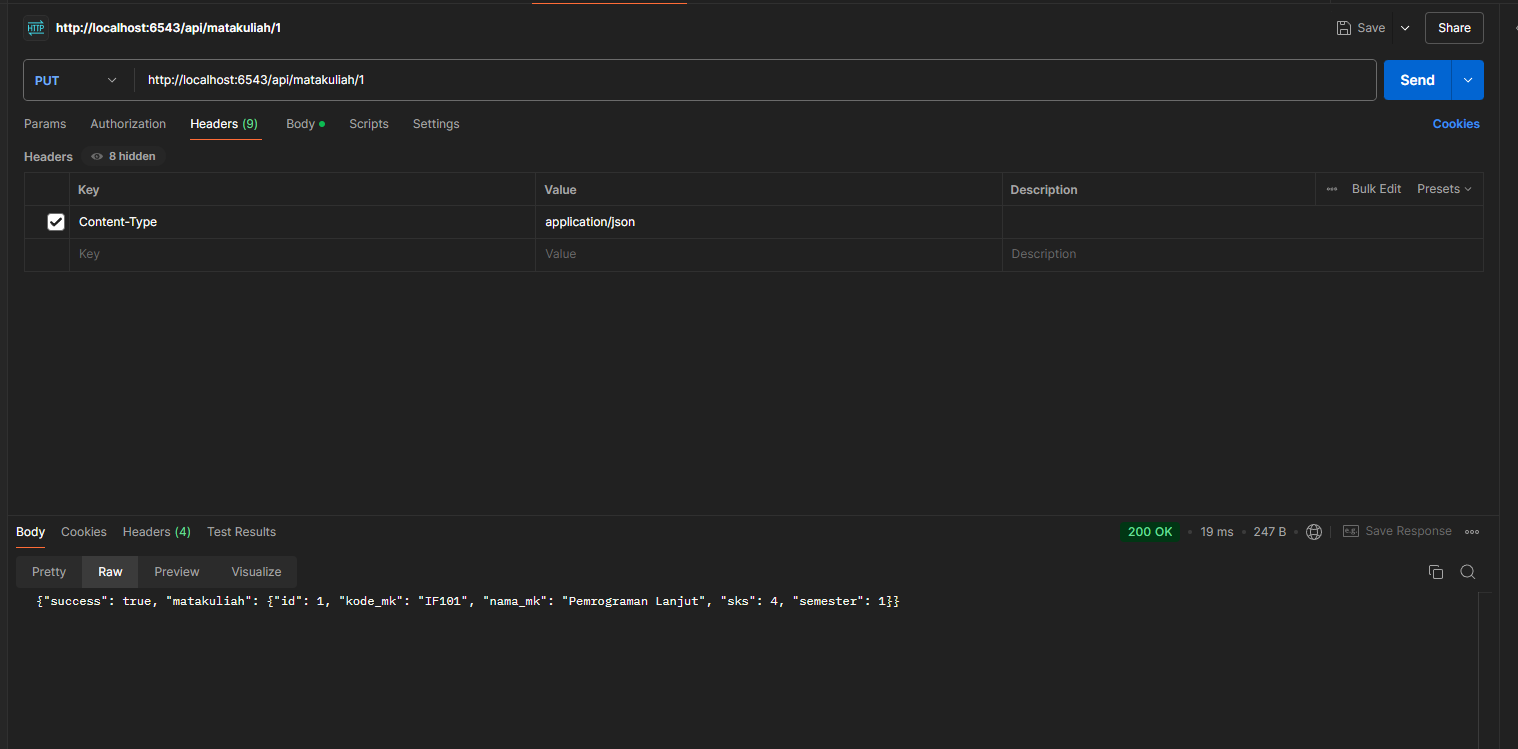 HTTP http://localhost:6543/api/matakuliah/1 Save Share
PUT http://localhost:6543/api/matakuliah/1 Send
Params Authorization Headers (9) Body Scripts Settings Cookies
Headers 8 hidden
Key Value Description Bulk Edit Presets
Content-Type application/json
Key Value Description
Body Cookies Headers (4) Test Results 200 OK 19 ms 247 B e.g. Save Response
Pretty Raw Preview Visualize
{"success": true, "matakuliah": {"id": 1, "kode_mk": "IF101", "nama_mk": "Pemrograman Lanjut", "sks": 4, "semester": 1}}